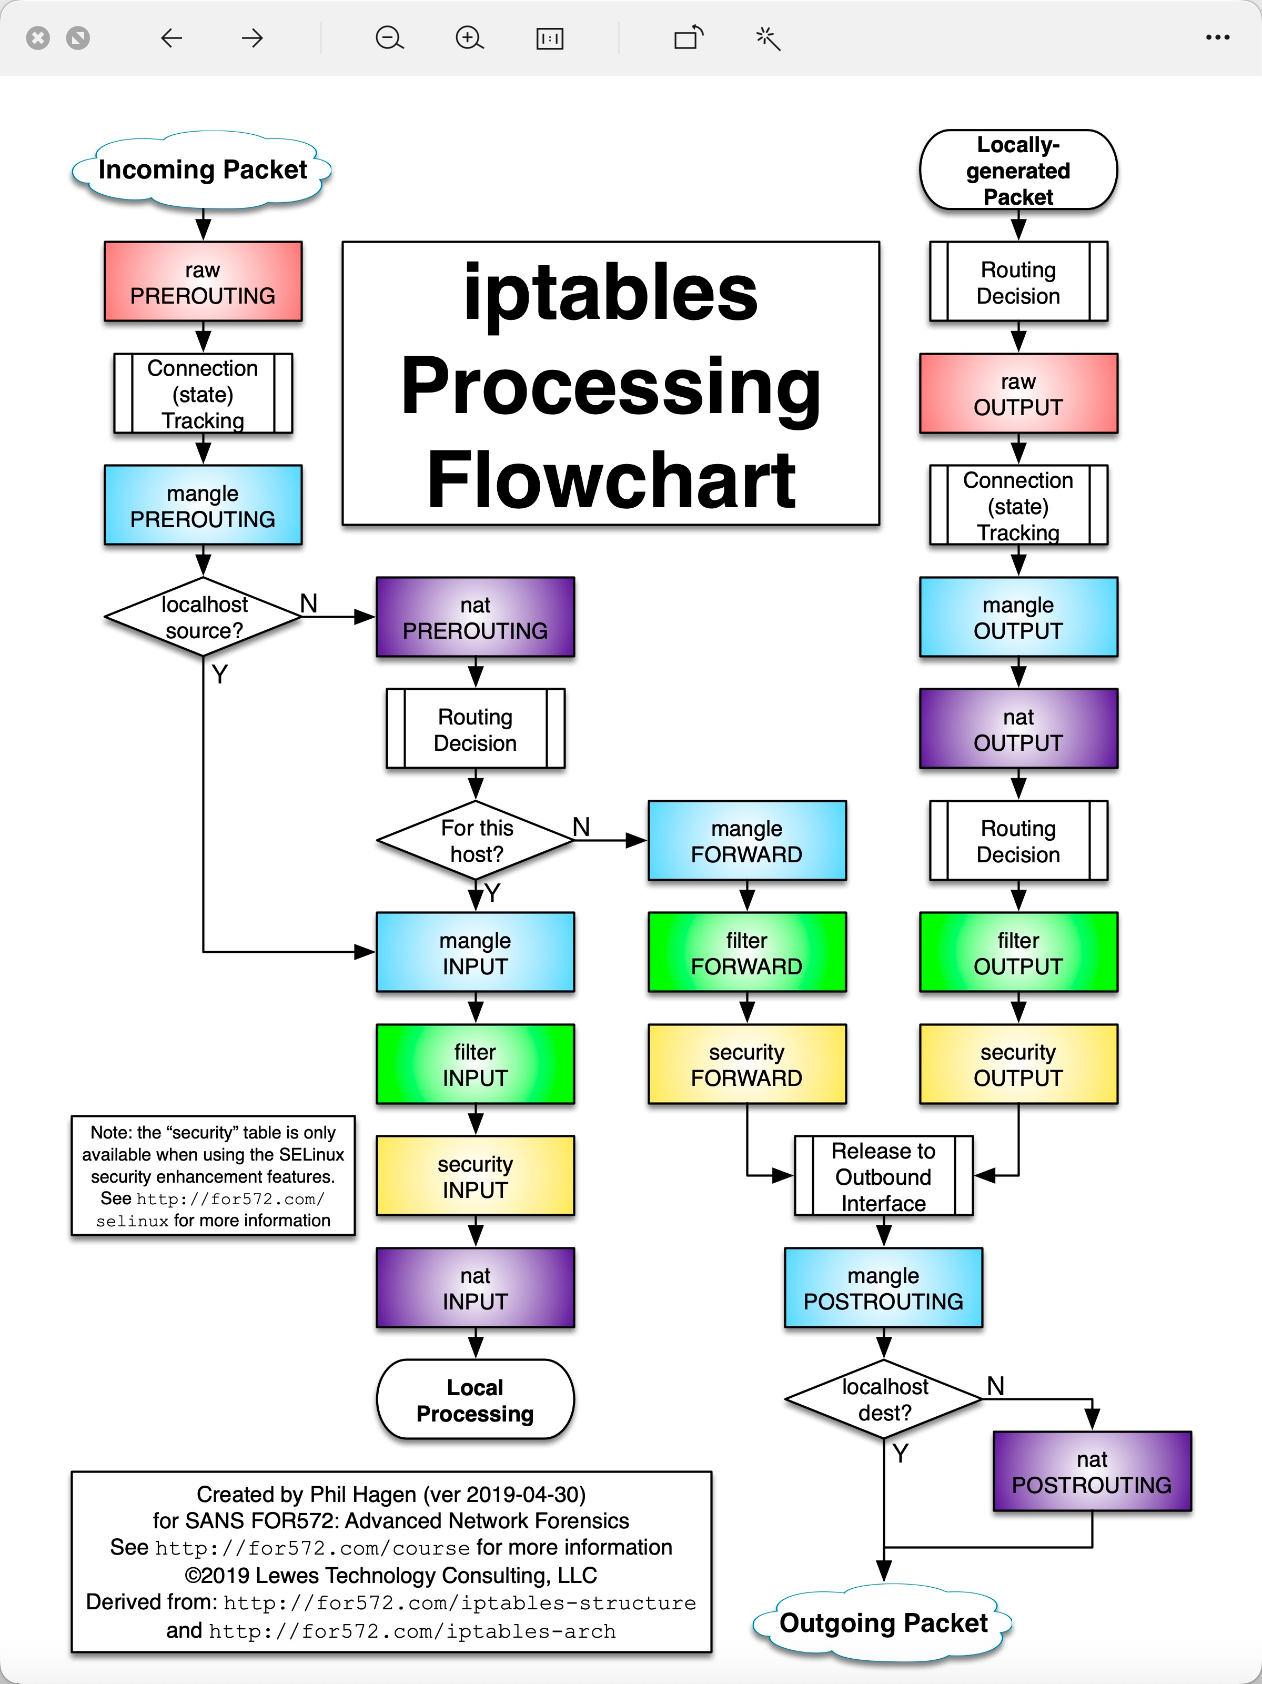 Incoming Packet
raw
PREROUTING
Connection
(state)
Tracking
mangle
PREROUTING
localhost
source?
N
Y
iptables
Processing
Flowchart
nat
PREROUTING
Routing
Decision
For this
host?
N
Y
mangle
INPUT
filter
INPUT
security
INPUT
nat
INPUT
Local
Processing
mangle
FORWARD
filter
FORWARD
security
FORWARD
Locally-
generated
Packet
Routing
Decision
raw
OUTPUT
Connection
(state)
Tracking
mangle
OUTPUT
nat
OUTPUT
Routing
Decision
filter
OUTPUT
security
OUTPUT
Release to
Outbound
Interface
mangle
POSTROUTING
localhost
dest?
N
Y
nat
POSTROUTING
Outgoing Packet
Note: the “security” table is only
available when using the SELinux
security enhancement features.
See http://for572.com/
selinux for more information
Created by Phil Hagen (ver 2019-04-30)
for SANS FOR572: Advanced Network Forensics
See http://for572.com/course for more information
©2019 Lewes Technology Consulting, LLC
Derived from: http://for572.com/iptables-structure
and http://for572.com/iptables-arch